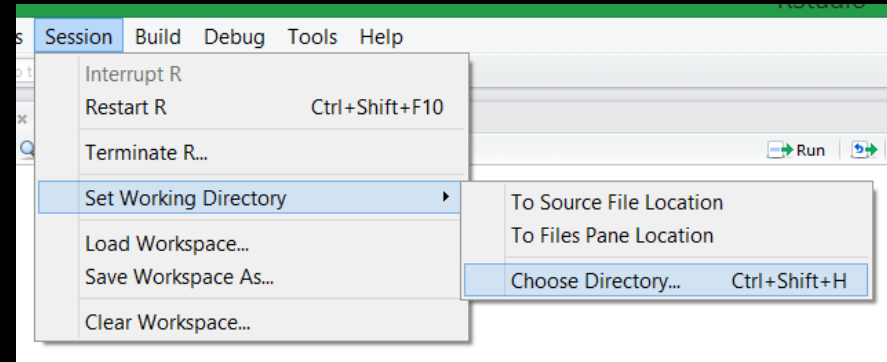 s Session Build Debug Tools Help
Interrupt R
Restart R Ctrl+Shift+F10
Terminate R...
Run
Set Working Directory
To Source File Location
To Files Pane Location
Load Workspace...
Save Workspace As...
Choose Directory... Ctrl+Shift+H
Clear Workspace...